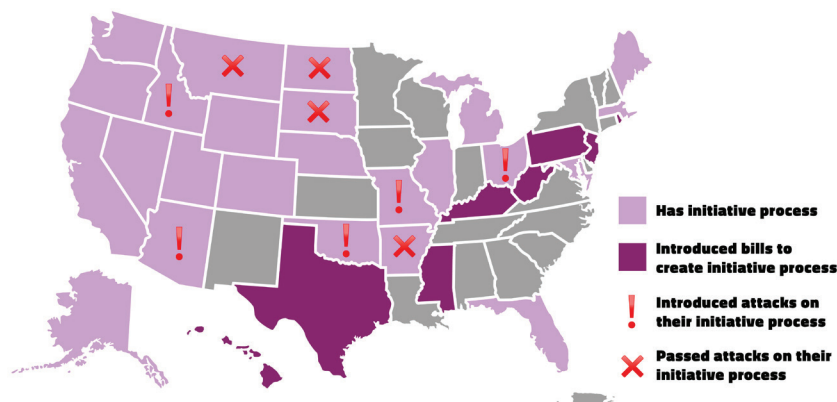 Has initiative process
Introduced bills to
create initiative process
Introduced attacks on
their initiative process
Passed attacks on their
initiative process